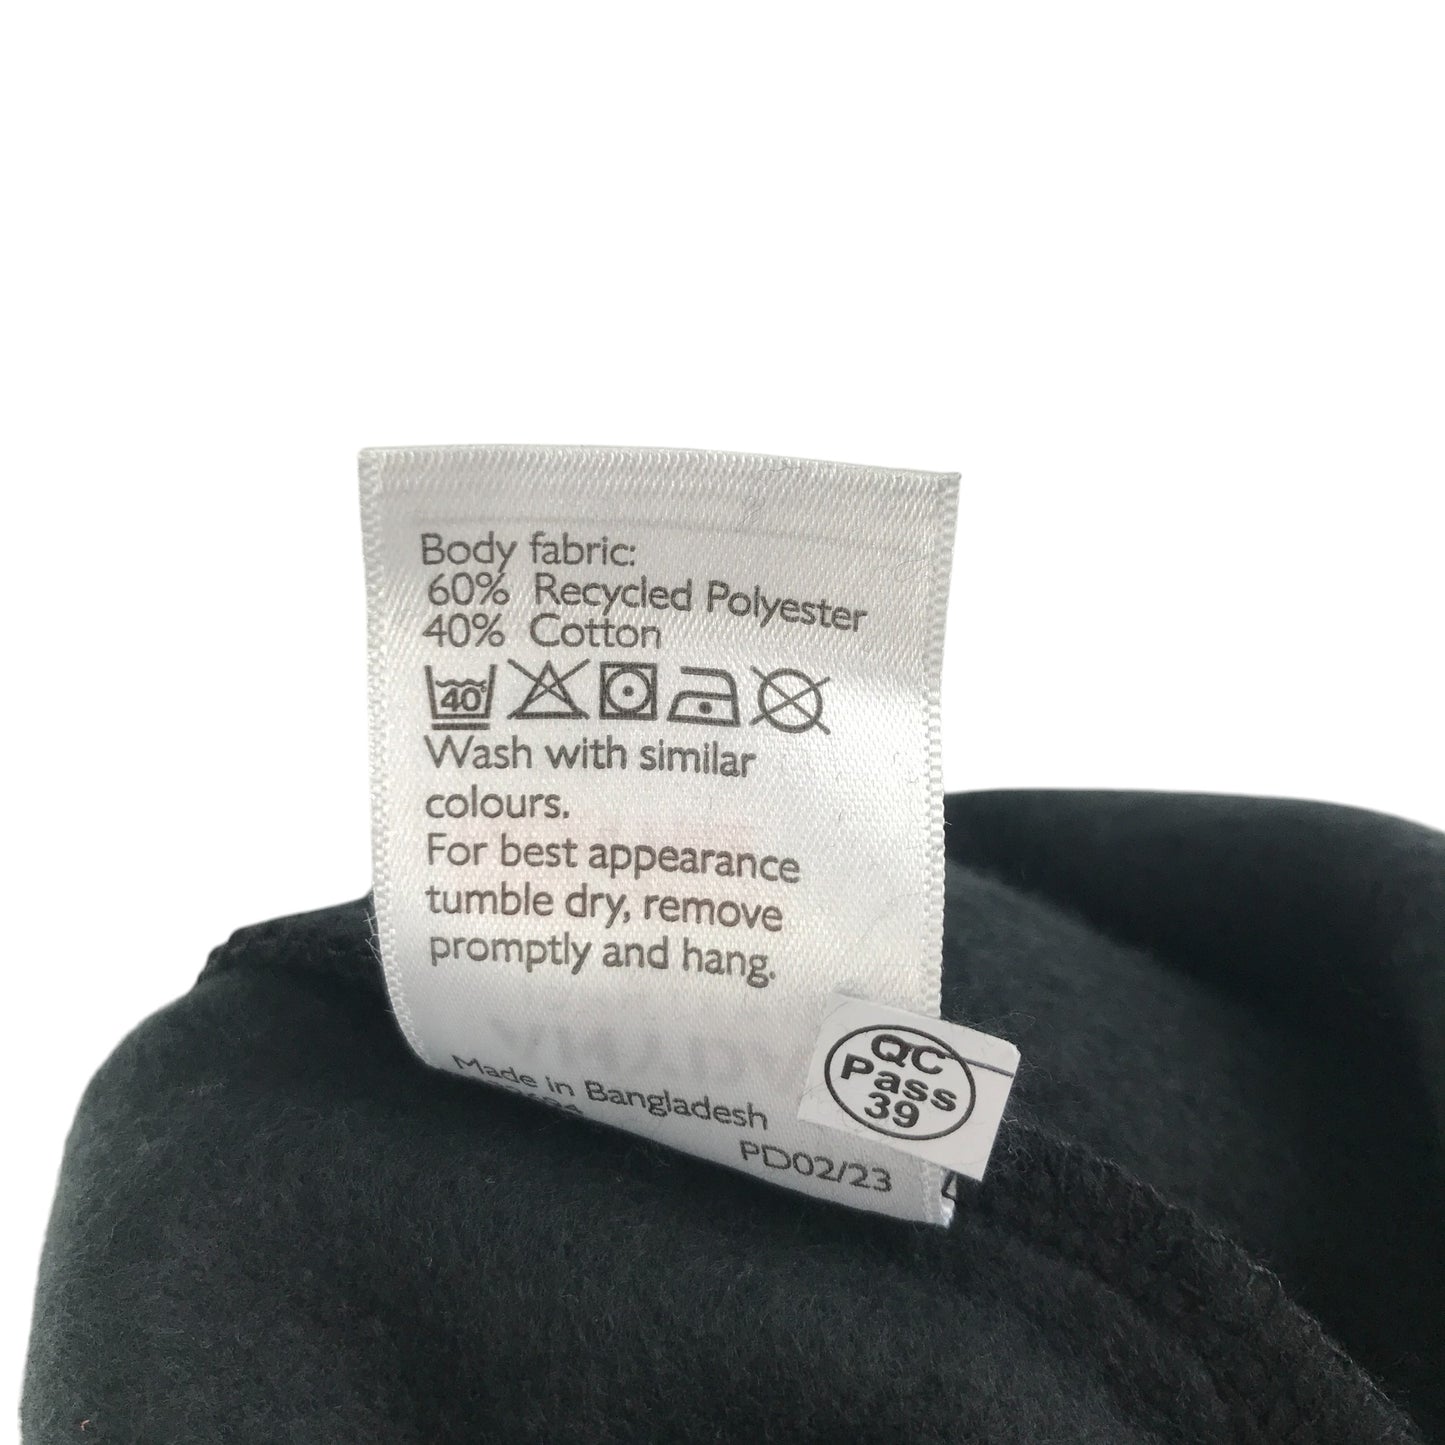 Body fabric:
60% Recycled Polyester
40% Cotton
40°
Wash with similar
colours.
For best appearance
tumble dry, remove
promptly and hang.
Made in Bangladesh
PD02/23
QC
Pass
39